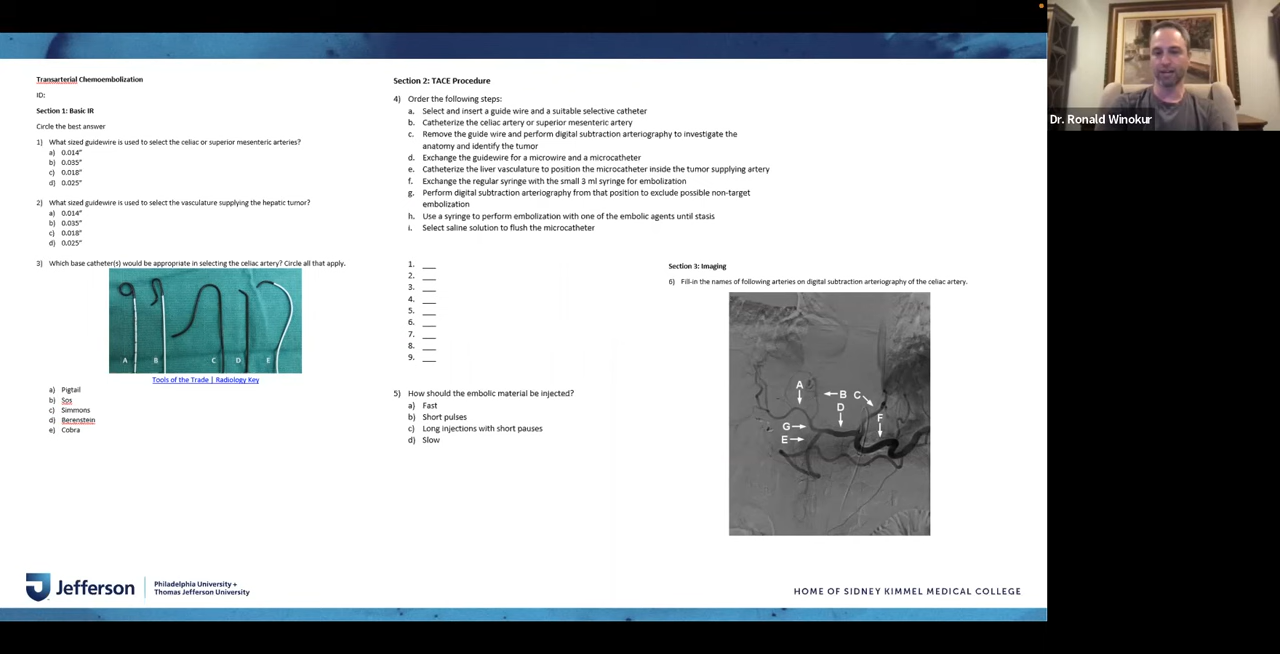 Transarterial Chemoembolization
ID:
Section 1: Basic IR
Circle the best answer
1) What sized guidewire is used to select the celiac or superior mesenteric arteries?
a) 0.014"
b) 0.035"
c) 0.018"
d) 0.025"
2) What sized guidewire is used to select the vasculature supplying the hepatic tumor?
a) 0.014"
b) 0.035"
c) 0.018"
d) 0.025"
3) Which base catheter(s) would be appropriate in selecting the celiac artery? Circle all that apply.
A B C D E
Tools of the Trade | Radiology Key
a) Pigtail
b) Sos
c) Simmons
d) Berenstein
e) Cobra
Section 2: TACE Procedure
4) Order the following steps:
a. Select and insert a guide wire and a suitable selective catheter
b. Catheterize the celiac artery or superior mesenteric artery
c. Remove the guide wire and perform digital subtraction arteriography to investigate the
anatomy and identify the tumor
d. Exchange the guidewire for a microwire and a microcatheter
e. Catheterize the liver vasculature to position the microcatheter inside the tumor supplying artery
f. Exchange the regular syringe with the small 3 ml syringe for embolization
g. Perform digital subtraction arteriography from that position to exclude possible non-target
embolization
h. Use a syringe to perform embolization with one of the embolic agents until stasis
i. Select saline solution to flush the microcatheter
1. ___
2. ___
3. ___
4. ___
5. ___
6. ___
7. ___
8. ___
9. ___
5) How should the embolic material be injected?
a) Fast
b) Short pulses
c) Long injections with short pauses
d) Slow
Section 3: Imaging
6) Fill-in the names of following arteries on digital subtraction arteriography of the celiac artery.
A
B C
D
F
G
E
Dr. Ronald Winokur
Jefferson
Philadelphia University +
Thomas Jefferson University
HOME OF SIDNEY KIMMEL MEDICAL COLLEGE